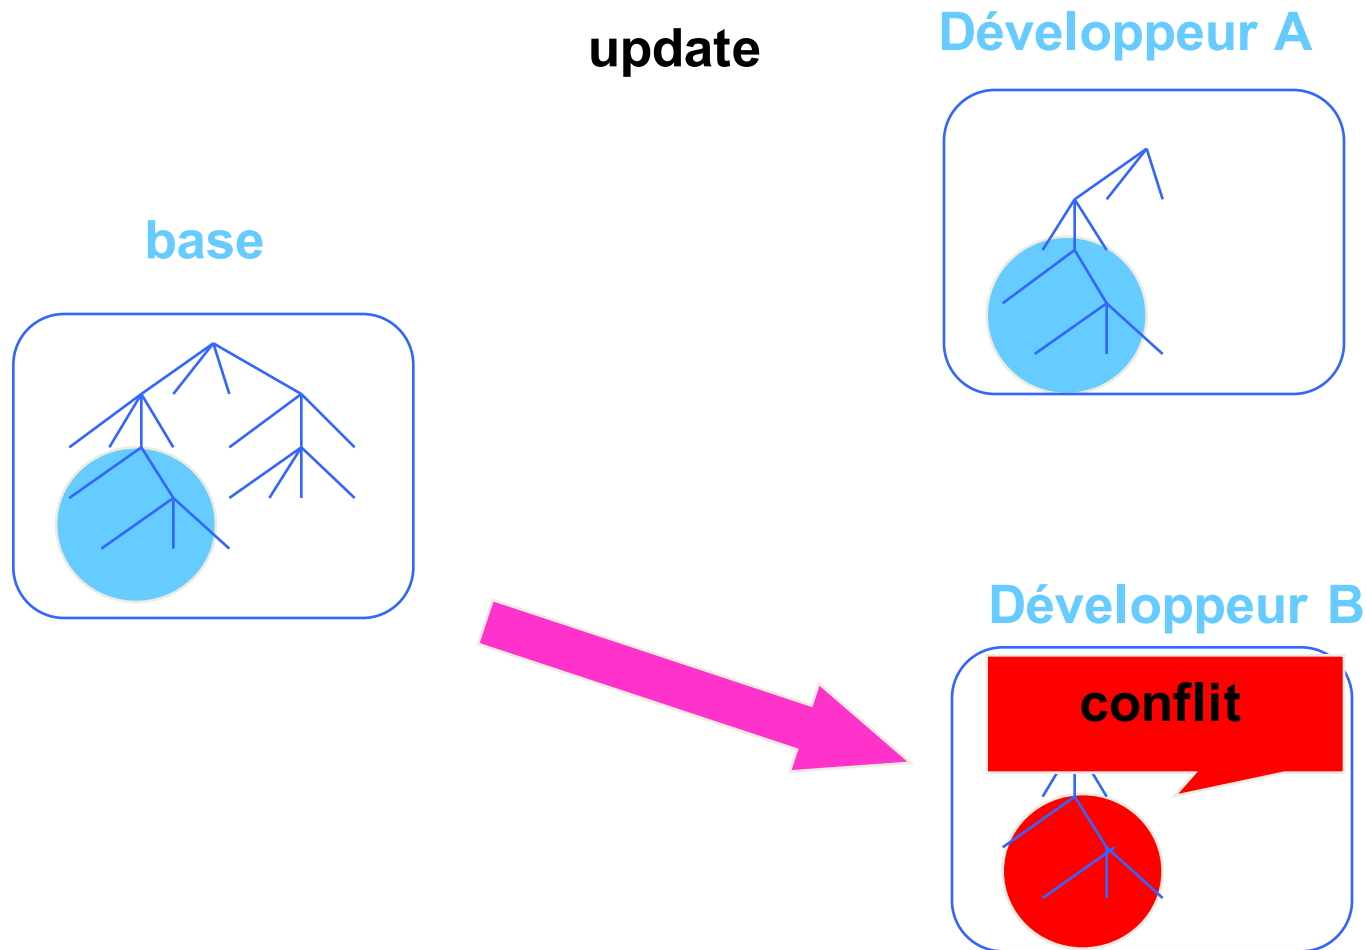 update
Développeur A
base
Développeur B
conflit